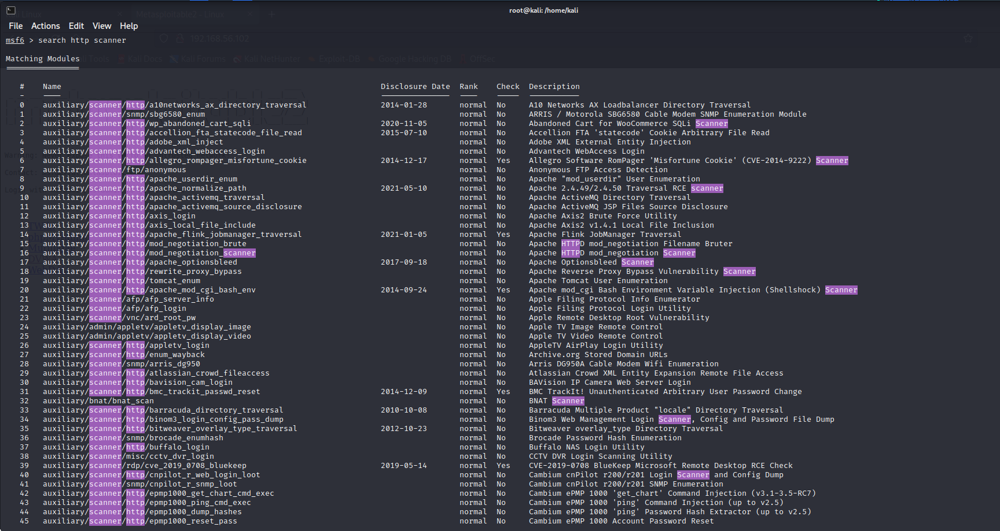 root@kali: /home/kali
Kali Linux Metasploitable2 - Linux
File Actions Edit View Help
192.168.56.102
msf6 > search http scanner
Matching Modules
Kali Tools Kali Docs Kali Forums Kali NetHunter Exploit-DB Google Hacking DB OffSec
# Name Disclosure Date Rank Check Description
0 auxiliary/scanner/http/a10networks_ax_directory_traversal 2014-01-28 normal No A10 Networks AX Loadbalancer Directory Traversal
1 auxiliary/scanner/snmp/sbg6580_enum normal No ARRIS / Motorola SBG6580 Cable Modem SNMP Enumeration Module
2 auxiliary/scanner/http/wp_abandoned_cart_sqli 2020-11-05 normal No Abandoned Cart for WooCommerce SQLi Scanner
3 auxiliary/scanner/http/accellion_fta_statecode_file_read 2015-07-10 normal No Accellion FTA 'statecode' Cookie Arbitrary File Read
4 auxiliary/scanner/http/adobe_xml_inject normal No Adobe XML External Entity Injection
5 auxiliary/scanner/http/advantech_webaccess_login normal No Advantech WebAccess Login
6 auxiliary/scanner/http/allegro_rompager_misfortune_cookie 2014-12-17 normal Yes Allegro Software RomPager 'Misfortune Cookie' (CVE-2014-9222) Scanner
7 auxiliary/scanner/ftp/anonymous normal No Anonymous FTP Access Detection
8 auxiliary/scanner/http/apache_userdir_enum normal No Apache "mod_userdir" User Enumeration
9 auxiliary/scanner/http/apache_normalize_path 2021-05-10 normal No Apache 2.4.49/2.4.50 Traversal RCE scanner
10 auxiliary/scanner/http/apache_activemq_traversal normal No Apache ActiveMQ Directory Traversal
11 auxiliary/scanner/http/apache_activemq_source_disclosure normal No Apache ActiveMQ JSP Files Source Disclosure
12 auxiliary/scanner/http/axis_login normal No Apache Axis2 Brute Force Utility
13 auxiliary/scanner/http/axis_local_file_include normal No Apache Axis2 v1.4.1 Local File Inclusion
14 auxiliary/scanner/http/apache_flink_jobmanager_traversal 2021-01-05 normal Yes Apache Flink JobManager Traversal
15 auxiliary/scanner/http/mod_negotiation_brute normal No Apache HTTPD mod_negotiation Filename Bruter
16 auxiliary/scanner/http/mod_negotiation_scanner normal No Apache HTTPD mod_negotiation Scanner
17 auxiliary/scanner/http/apache_optionsbleed 2017-09-18 normal No Apache Optionsbleed Scanner
18 auxiliary/scanner/http/rewrite_proxy_bypass normal No Apache Reverse Proxy Bypass Vulnerability Scanner
19 auxiliary/scanner/http/tomcat_enum normal No Apache Tomcat User Enumeration
20 auxiliary/scanner/http/apache_mod_cgi_bash_env 2014-09-24 normal Yes Apache mod_cgi Bash Environment Variable Injection (Shellshock) Scanner
21 auxiliary/scanner/afp/afp_server_info normal No Apple Filing Protocol Info Enumerator
22 auxiliary/scanner/afp/afp_login normal No Apple Filing Protocol Login Utility
23 auxiliary/scanner/vnc/ard_root_pw normal No Apple Remote Desktop Root Vulnerability
24 auxiliary/admin/appletv/appletv_display_image normal No Apple TV Image Remote Control
25 auxiliary/admin/appletv/appletv_display_video normal No Apple TV Video Remote Control
26 auxiliary/scanner/http/appletv_login normal No AppleTV AirPlay Login Utility
27 auxiliary/scanner/http/enum_wayback normal No Archive.org Stored Domain URLs
28 auxiliary/scanner/snmp/arris_dg950 normal No Arris DG950A Cable Modem Wifi Enumeration
29 auxiliary/scanner/http/atlassian_crowd_fileaccess normal No Atlassian Crowd XML Entity Expansion Remote File Access
30 auxiliary/scanner/http/bavision_cam_login normal No BAVision IP Camera Web Server Login
31 auxiliary/scanner/http/bmc_trackit_passwd_reset 2014-12-09 normal Yes BMC TrackIt! Unauthenticated Arbitrary User Password Change
32 auxiliary/bnat/bnat_scan normal No BNAT Scanner
33 auxiliary/scanner/http/barracuda_directory_traversal 2010-10-08 normal No Barracuda Multiple Product "locale" Directory Traversal
34 auxiliary/scanner/http/binom3_login_config_pass_dump normal No Binom3 Web Management Login Scanner, Config and Password File Dump
35 auxiliary/scanner/http/bitweaver_overlay_type_traversal 2012-10-23 normal No Bitweaver overlay_type Directory Traversal
36 auxiliary/scanner/snmp/brocade_enumhash normal No Brocade Password Hash Enumeration
37 auxiliary/scanner/http/buffalo_login normal No Buffalo NAS Login Utility
38 auxiliary/scanner/misc/cctv_dvr_login normal No CCTV DVR Login Scanning Utility
39 auxiliary/scanner/rdp/cve_2019_0708_bluekeep 2019-05-14 normal Yes CVE-2019-0708 BlueKeep Microsoft Remote Desktop RCE Check
40 auxiliary/scanner/http/cnpilot_r_web_login_loot normal No Cambium cnPilot r200/r201 Login Scanner and Config Dump
41 auxiliary/scanner/snmp/cnpilot_r_snmp_loot normal No Cambium cnPilot r200/r201 SNMP Enumeration
42 auxiliary/scanner/http/epmp1000_get_chart_cmd_exec normal No Cambium ePMP 1000 'get_chart' Command Injection (v3.1-3.5-RC7)
43 auxiliary/scanner/http/epmp1000_ping_cmd_exec normal No Cambium ePMP 1000 'ping' Command Injection (up to v2.5)
44 auxiliary/scanner/http/epmp1000_dump_hashes normal No Cambium ePMP 1000 'ping' Password Hash Extractor (up to v2.5)
45 auxiliary/scanner/http/epmp1000_reset_pass normal No Cambium ePMP 1000 Account Password Reset